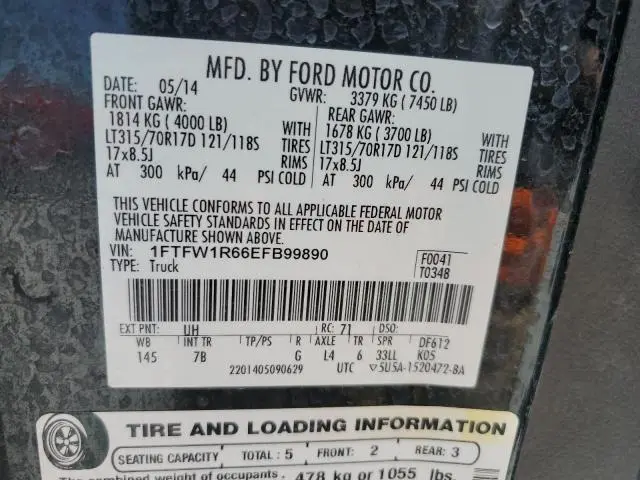 MFD. BY FORD MOTOR CO.
DATE: 05/14 GVWR: 3379 KG ( 7450 LB)
FRONT GAWR: REAR GAWR:
1814 KG ( 4000 LB) WITH 1678 KG ( 3700 LB) WITH
LT315/70R17D 121/118S TIRES LT315/70R17D 121/118S TIRES
17x8.5J RIMS 17x8.5J RIMS
AT 300 kPa/ 44 PSI COLD AT 300 kPa/ 44 PSI COLD
THIS VEHICLE CONFORMS TO ALL APPLICABLE FEDERAL MOTOR
VEHICLE SAFETY STANDARDS IN EFFECT ON THE DATE OF
MANUFACTURE SHOWN ABOVE.
VIN: 1FTFW1R66EFB99890 F0041
TYPE: Truck T0348
EXT PNT: UH RC: 71 DSO:
WB INT TR TP/PS R AXLE TR SPR DF612
145 7B G L4 6 33LL K05
2201405090629 UTC ▽5U5A-1520472-BA
TIRE AND LOADING INFORMATION
SEATING CAPACITY TOTAL : 5 FRONT : 2 REAR: 3
The combined weight of occupants 478 kg or 1055 lbs.